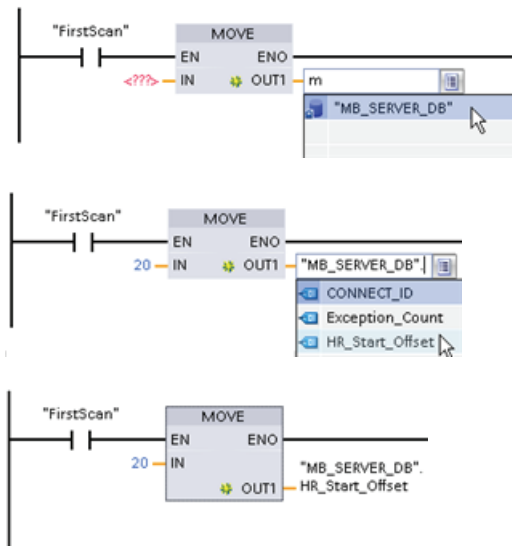 "FirstScan"
MOVE
EN ENO
<???> IN OUT1 m
"MB_SERVER_DB"
"FirstScan"
MOVE
EN ENO
20 IN OUT1 "MB_SERVER_DB".
CONNECT_ID
Exception_Count
HR_Start_Offset
"FirstScan"
MOVE
EN ENO
20 IN
"MB_SERVER_DB".
OUT1 HR_Start_Offset